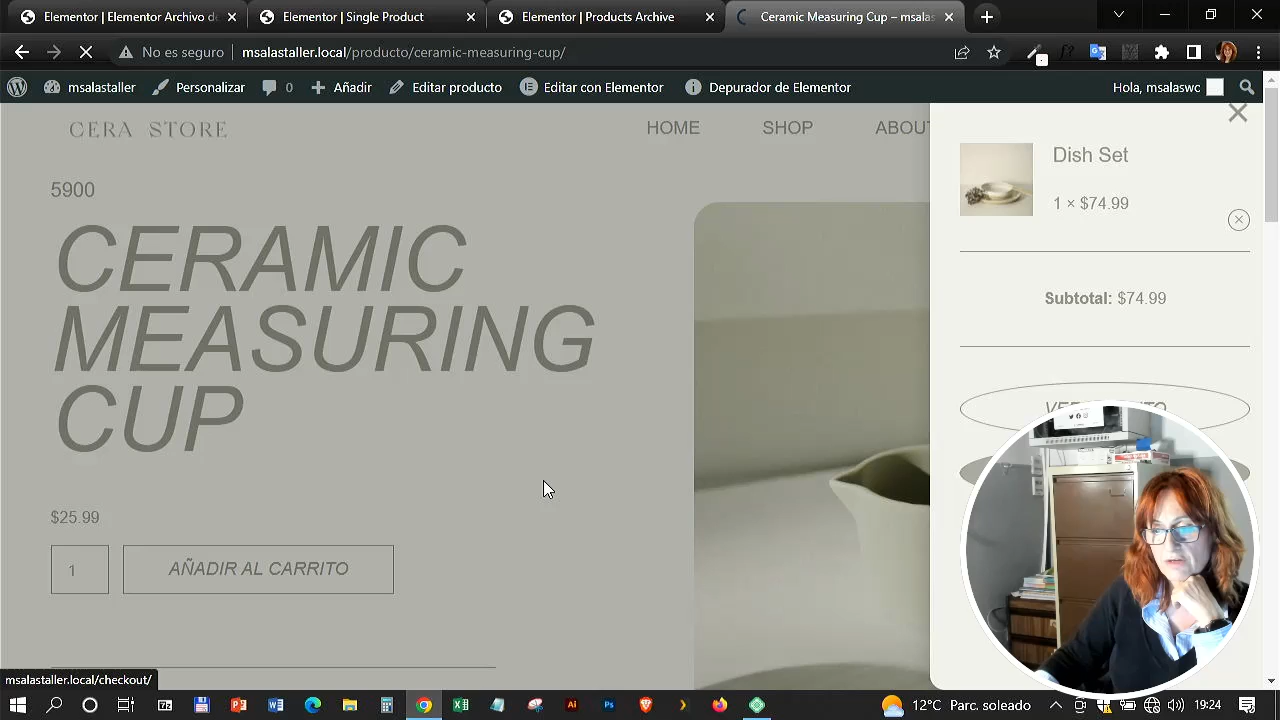 Elementor | Elementor Archivo de
Elementor | Single Product
Elementor | Products Archive
Ceramic Measuring Cup – msalas
No es seguro
msalastaller.local/producto/ceramic-measuring-cup/
msalastaller
Personalizar
0
Añadir
Editar producto
Editar con Elementor
Depurador de Elementor
Hola, msalaswc
CERA STORE
HOME
SHOP
ABOUT
5900
CERAMIC
MEASURING
CUP
$25.99
1
AÑADIR AL CARRITO
Dish Set
1 × $74.99
Subtotal: $74.99
msalastaller.local/checkout/
12°C Parc. soleado
19:24